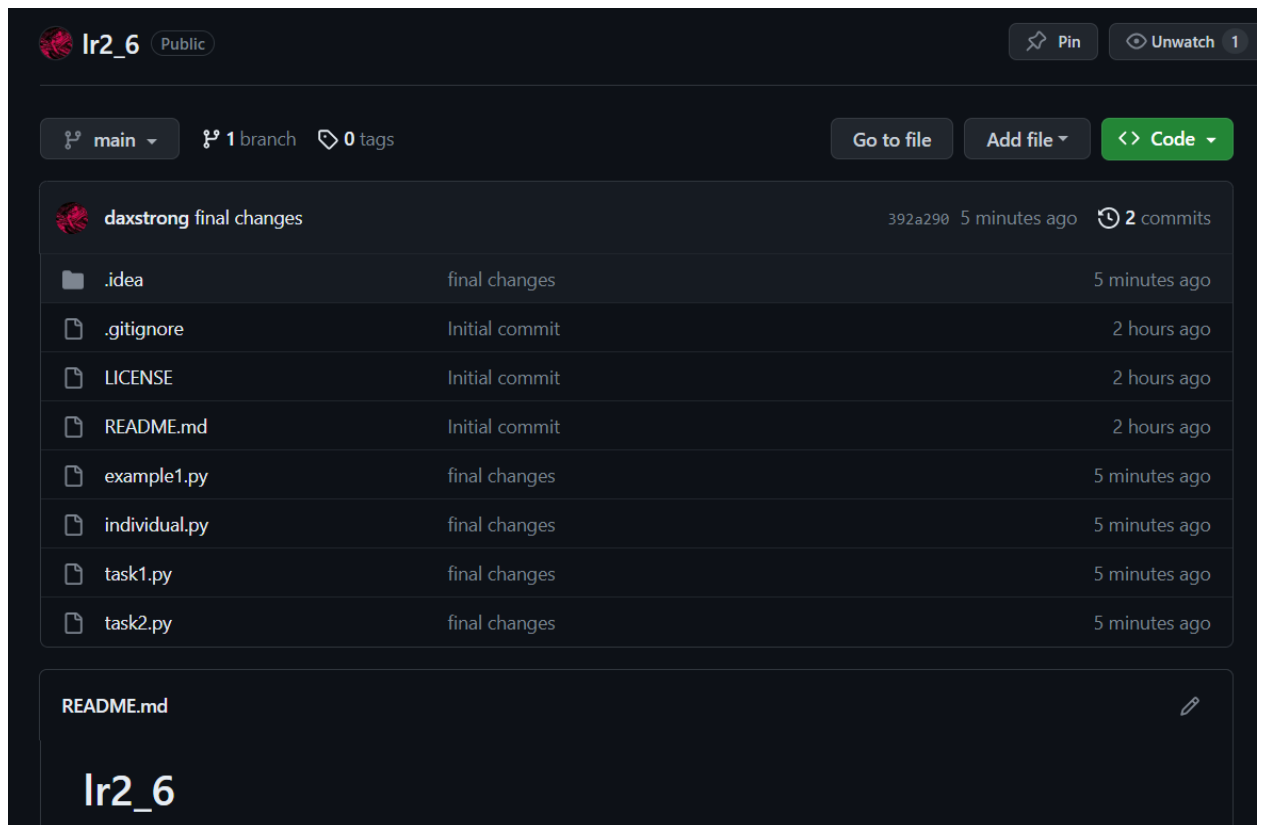 lr2_6 Public Pin Unwatch 1
main 1 branch 0 tags Go to file Add file <> Code
daxstrong final changes 392a290 5 minutes ago 2 commits
.idea final changes 5 minutes ago
.gitignore Initial commit 2 hours ago
LICENSE Initial commit 2 hours ago
README.md Initial commit 2 hours ago
example1.py final changes 5 minutes ago
individual.py final changes 5 minutes ago
task1.py final changes 5 minutes ago
task2.py final changes 5 minutes ago
README.md
lr2_6